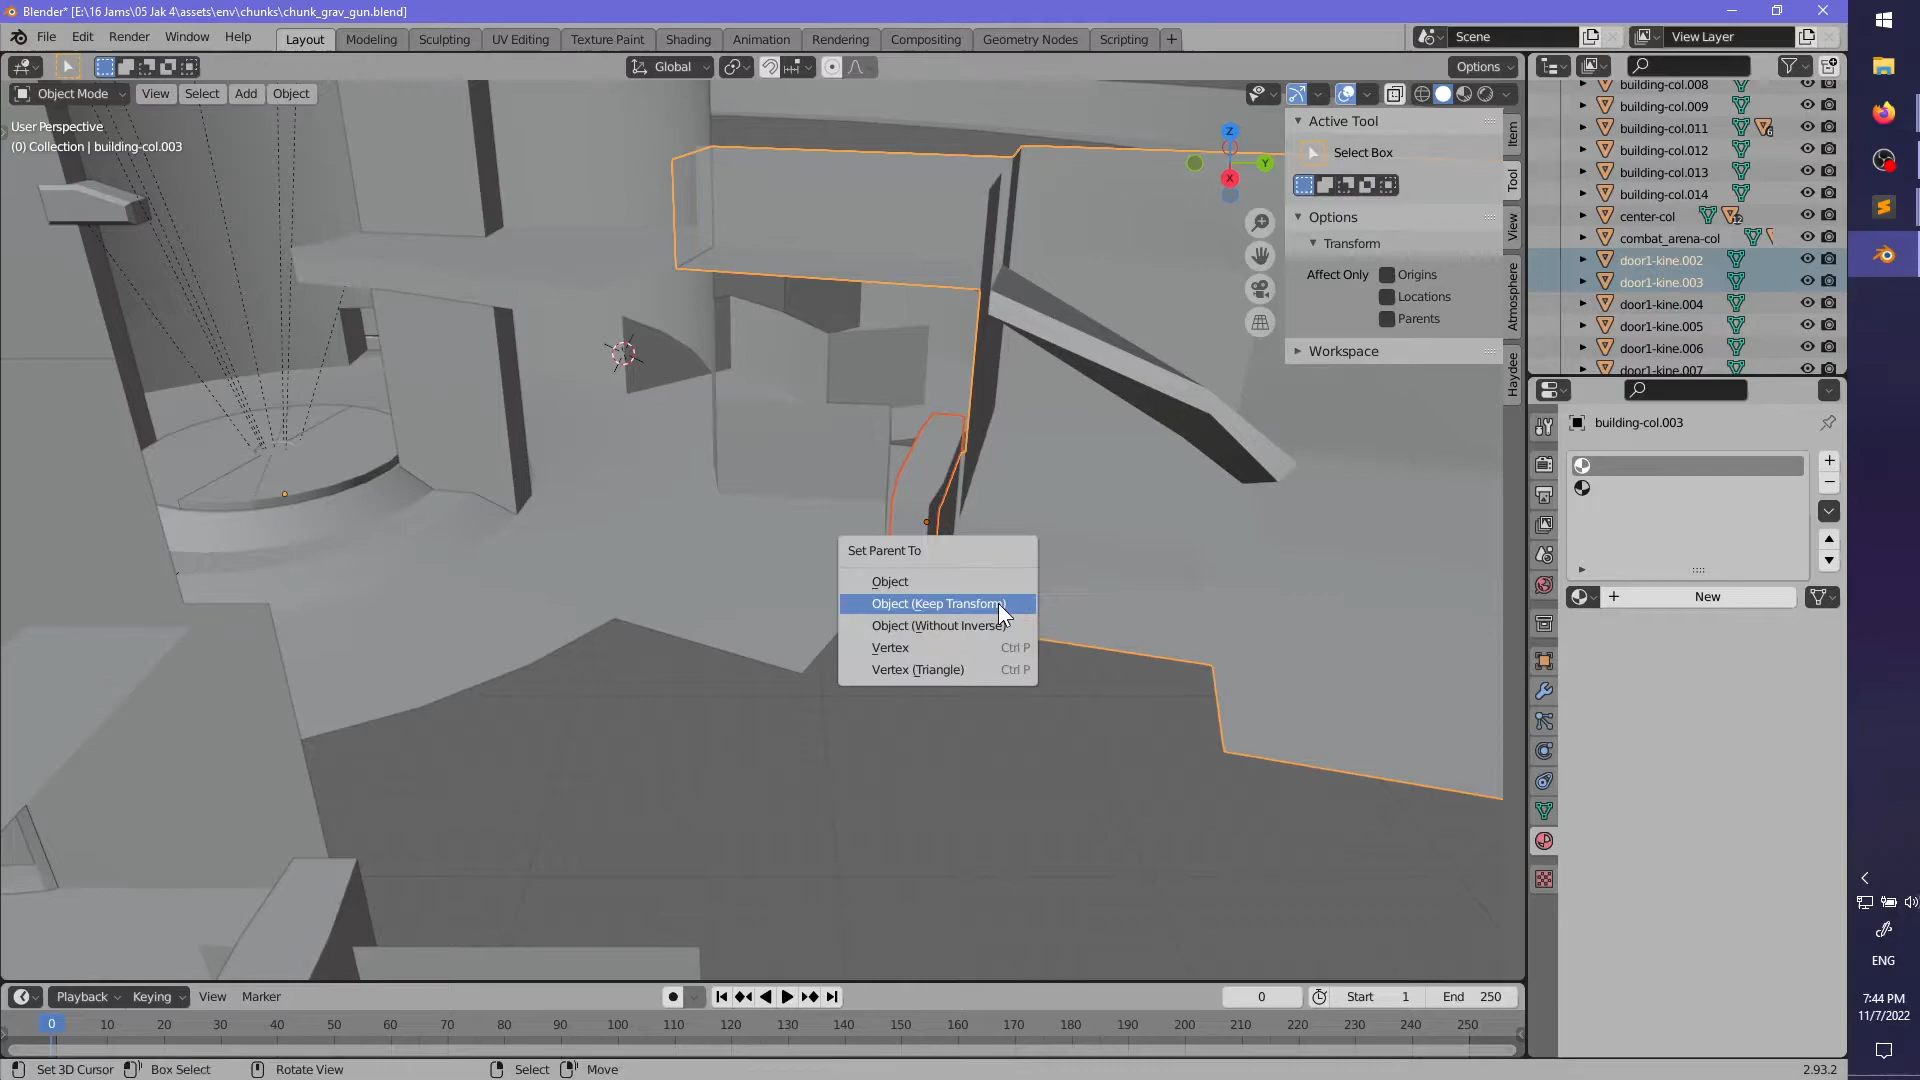 Blender* [E:\16 Jams\05 Jak 4\assets\env\chunks\chunk_grav_gun.blend]
File Edit Render Window Help Layout Modeling Sculpting UV Editing Texture Paint Shading Animation Rendering Compositing Geometry Nodes Scripting + Scene View Layer
Global Options
Object Mode View Select Add Object
User Perspective
(0) Collection | building-col.003
Z
Y
X
Active Tool
Select Box
Options
Transform
Affect Only Origins
Locations
Parents
Workspace
Item
Tool
View
Atmosphere
Haydee
building-col.008
building-col.009
building-col.011 6
building-col.012
building-col.013
building-col.014
center-col 12
combat_arena-col
door1-kine.002
door1-kine.003
door1-kine.004
door1-kine.005
door1-kine.006
door1-kine.007
building-col.003
New
Set Parent To
Object
Object (Keep Transform)
Object (Without Inverse)
Vertex Ctrl P
Vertex (Triangle) Ctrl P
Playback Keying View Marker 0 Start 1 End 250
0 10 20 30 40 50 60 70 80 90 100 110 120 130 140 150 160 170 180 190 200 210 220 230 240 250
Set 3D Cursor Box Select Rotate View Select Move 2.93.2
ENG
7:44 PM
11/7/2022